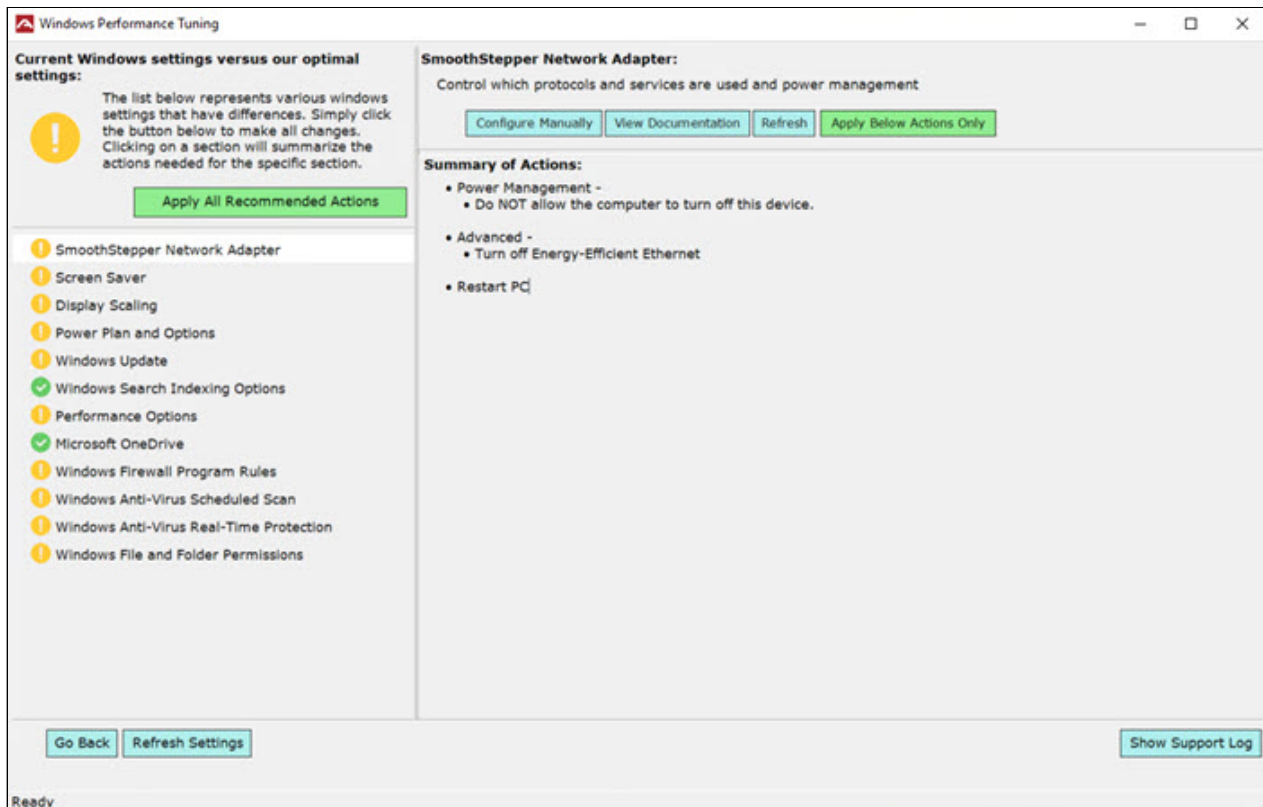 Windows Performance Tuning
Current Windows settings versus our optimal
settings:
The list below represents various windows
settings that have differences. Simply click
the button below to make all changes.
Clicking on a section will summarize the
actions needed for the specific section.
Apply All Recommended Actions
SmoothStepper Network Adapter
Screen Saver
Display Scaling
Power Plan and Options
Windows Update
Windows Search Indexing Options
Performance Options
Microsoft OneDrive
Windows Firewall Program Rules
Windows Anti-Virus Scheduled Scan
Windows Anti-Virus Real-Time Protection
Windows File and Folder Permissions
SmoothStepper Network Adapter:
Control which protocols and services are used and power management
Configure Manually View Documentation Refresh Apply Below Actions Only
Summary of Actions:
• Power Management -
• Do NOT allow the computer to turn off this device.
• Advanced -
• Turn off Energy-Efficient Ethernet
• Restart PC
Go Back Refresh Settings Show Support Log
Ready